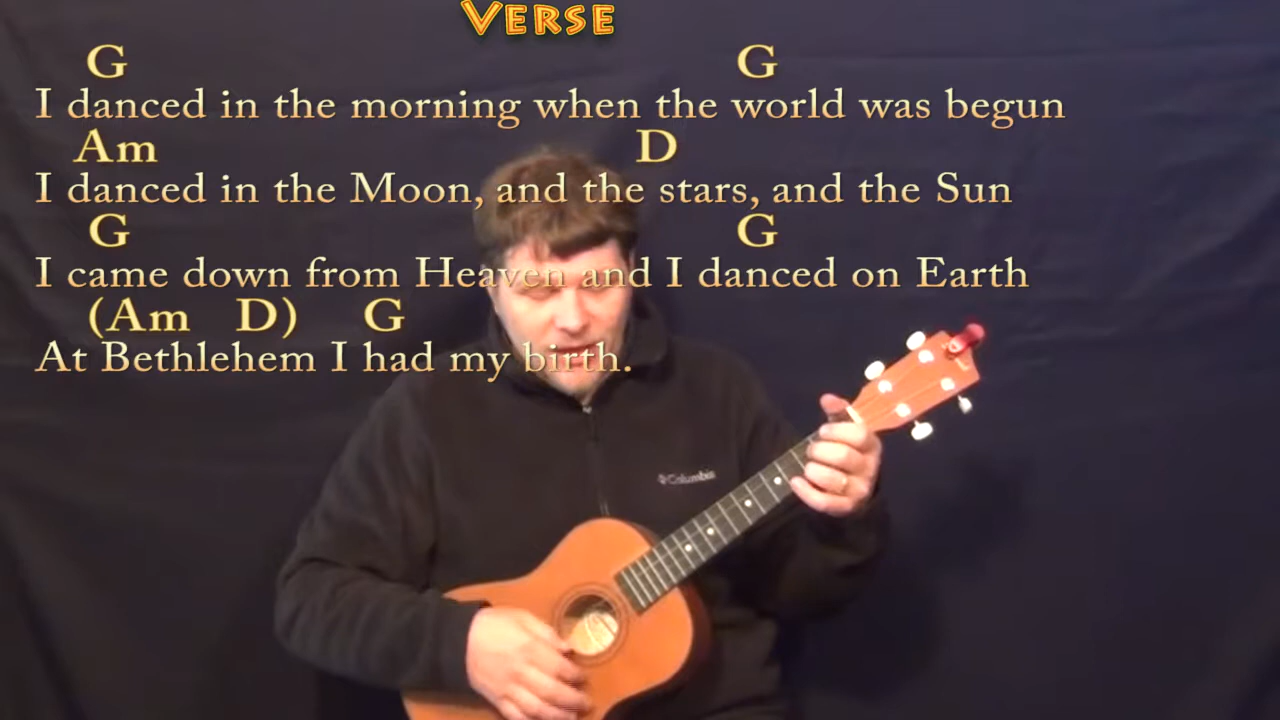 VERSE
G G
I danced in the morning when the world was begun
Am D
I danced in the Moon, and the stars, and the Sun
G G
I came down from Heaven and I danced on Earth
(Am D) G
At Bethlehem I had my birth.
Columbia